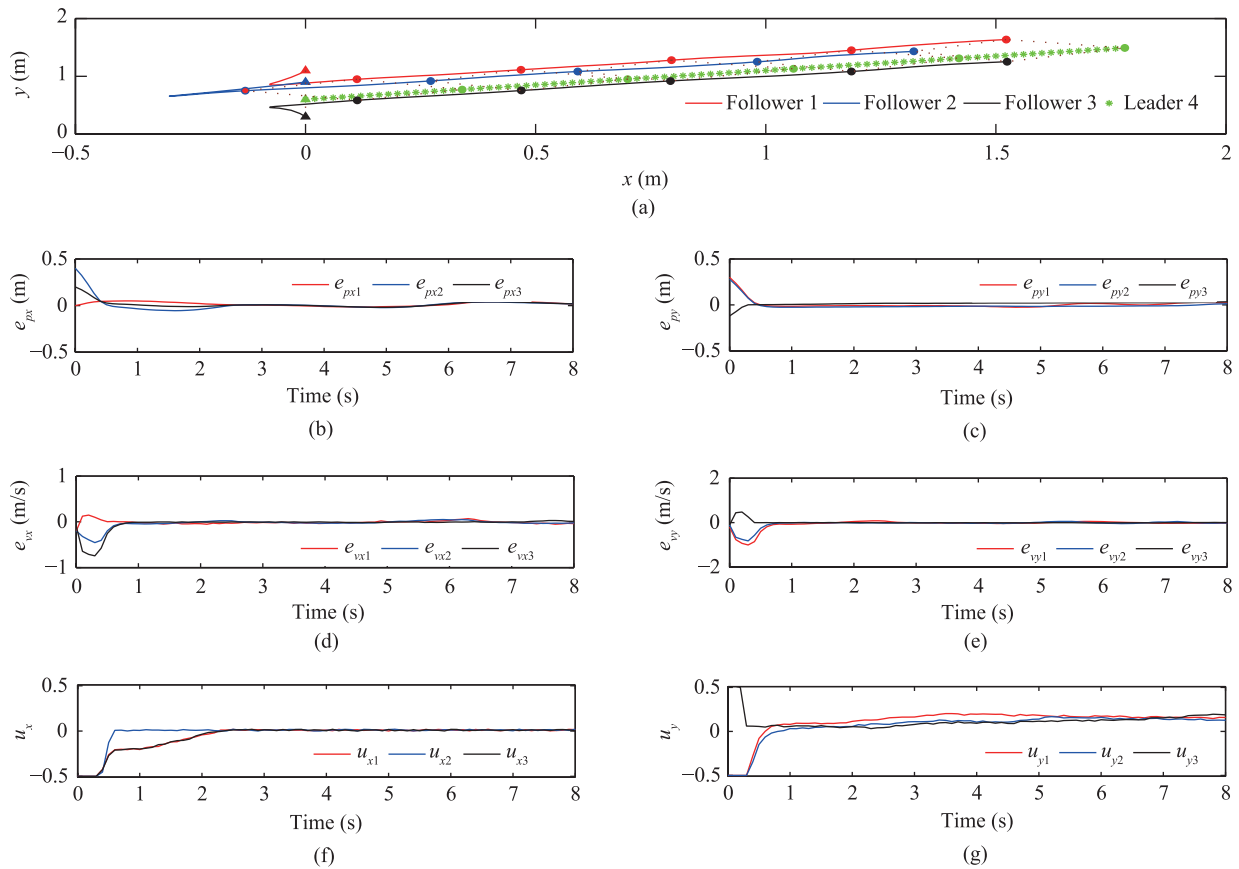 2
y (m)
1
0
Follower 1 Follower 2 Follower 3 Leader 4
−0.5 0 0.5 1 1.5 2
x (m)
(a)
0.5
e_px (m)
0
−0.5
e_px1 e_px2 e_px3
0 1 2 3 4 5 6 7 8
Time (s)
(b)
0.5
e_py (m)
0
−0.5
e_py1 e_py2 e_py3
0 1 2 3 4 5 6 7 8
Time (s)
(c)
1
e_vx (m/s)
0
−1
e_vx1 e_vx2 e_vx3
0 1 2 3 4 5 6 7 8
Time (s)
(d)
2
e_vy (m/s)
0
−2
e_vy1 e_vy2 e_vy3
0 1 2 3 4 5 6 7 8
Time (s)
(e)
0.5
u_x
0
−0.5
u_x1 u_x2 u_x3
0 1 2 3 4 5 6 7 8
Time (s)
(f)
0.5
u_y
0
−0.5
u_y1 u_y2 u_y3
0 1 2 3 4 5 6 7 8
Time (s)
(g)